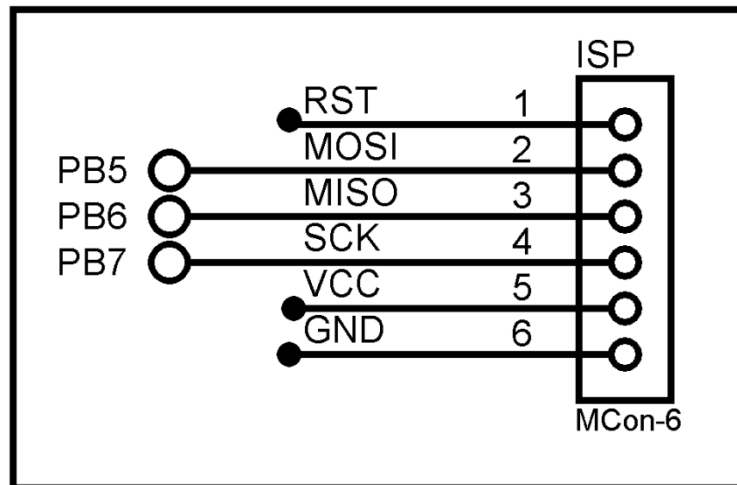 ISP
RST 1
MOSI 2
PB5
MISO 3
PB6
SCK 4
PB7
VCC 5
GND 6
MCon-6